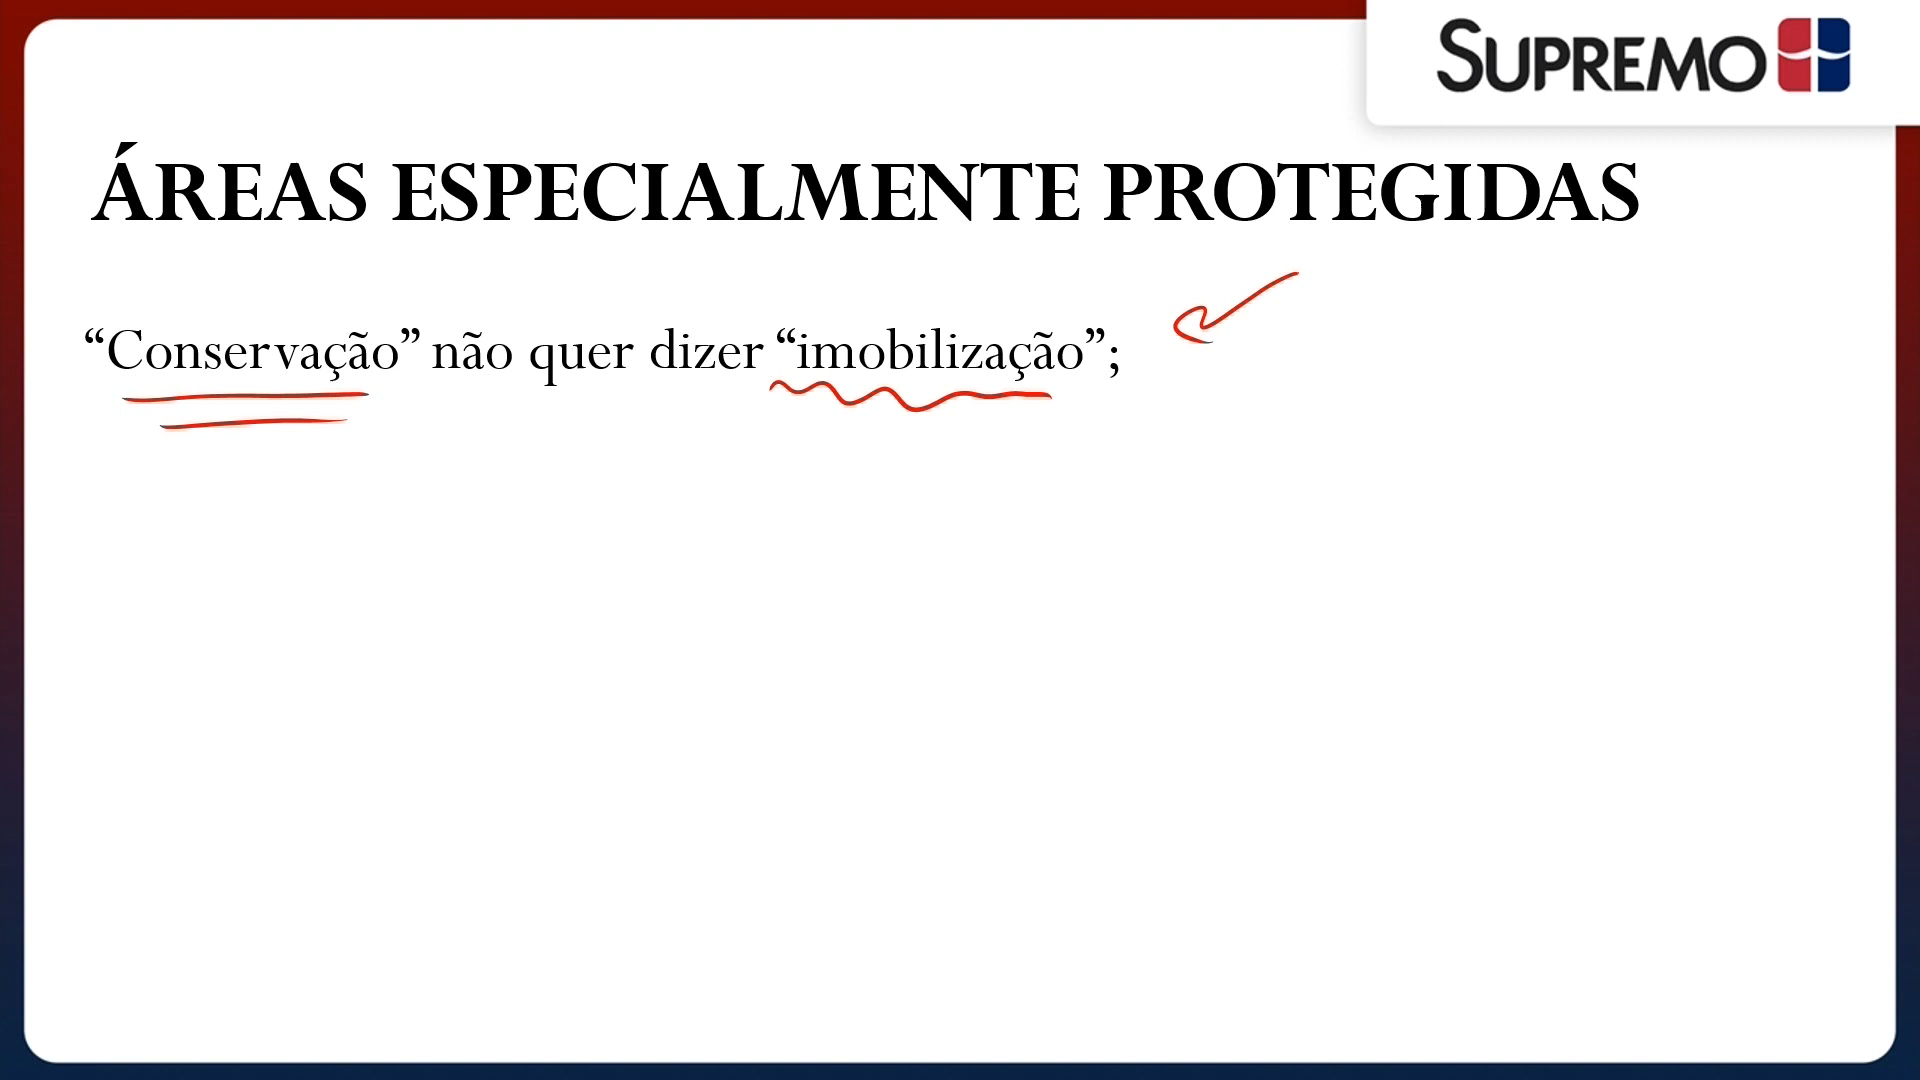 SUPREMO
ÁREAS ESPECIALMENTE PROTEGIDAS
“Conservação” não quer dizer “imobilização”;